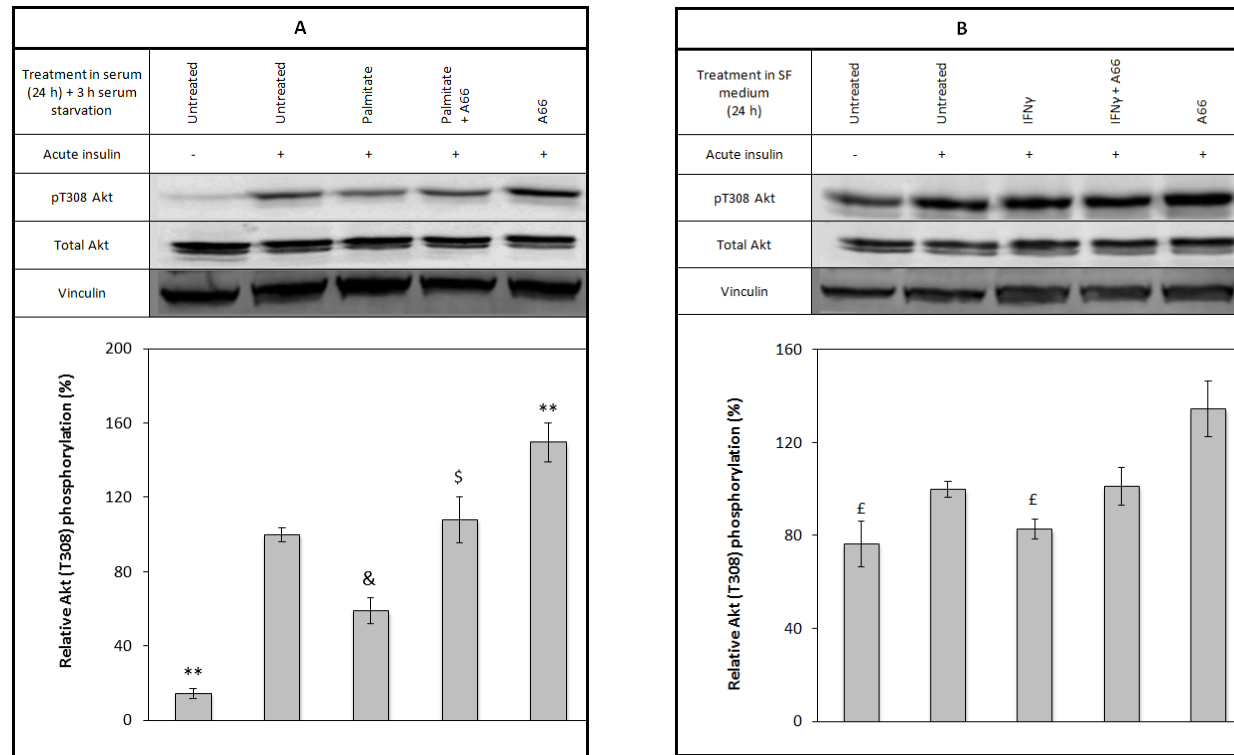 A
Treatment in serum
(24 h) + 3 h serum
starvation
Untreated
Untreated
Palmitate
Palmitate
+ A66
A66
Acute insulin
-
+
+
+
+
pT308 Akt
Total Akt
Vinculin
Relative Akt (T308) phosphorylation (%)
200
160
120
80
40
0
**
&
$
**
B
Treatment in SF
medium
(24 h)
Untreated
Untreated
IFNγ
IFNγ + A66
A66
Acute insulin
-
+
+
+
+
pT308 Akt
Total Akt
Vinculin
Relative Akt (T308) phosphorylation (%)
160
120
80
40
0
£
£